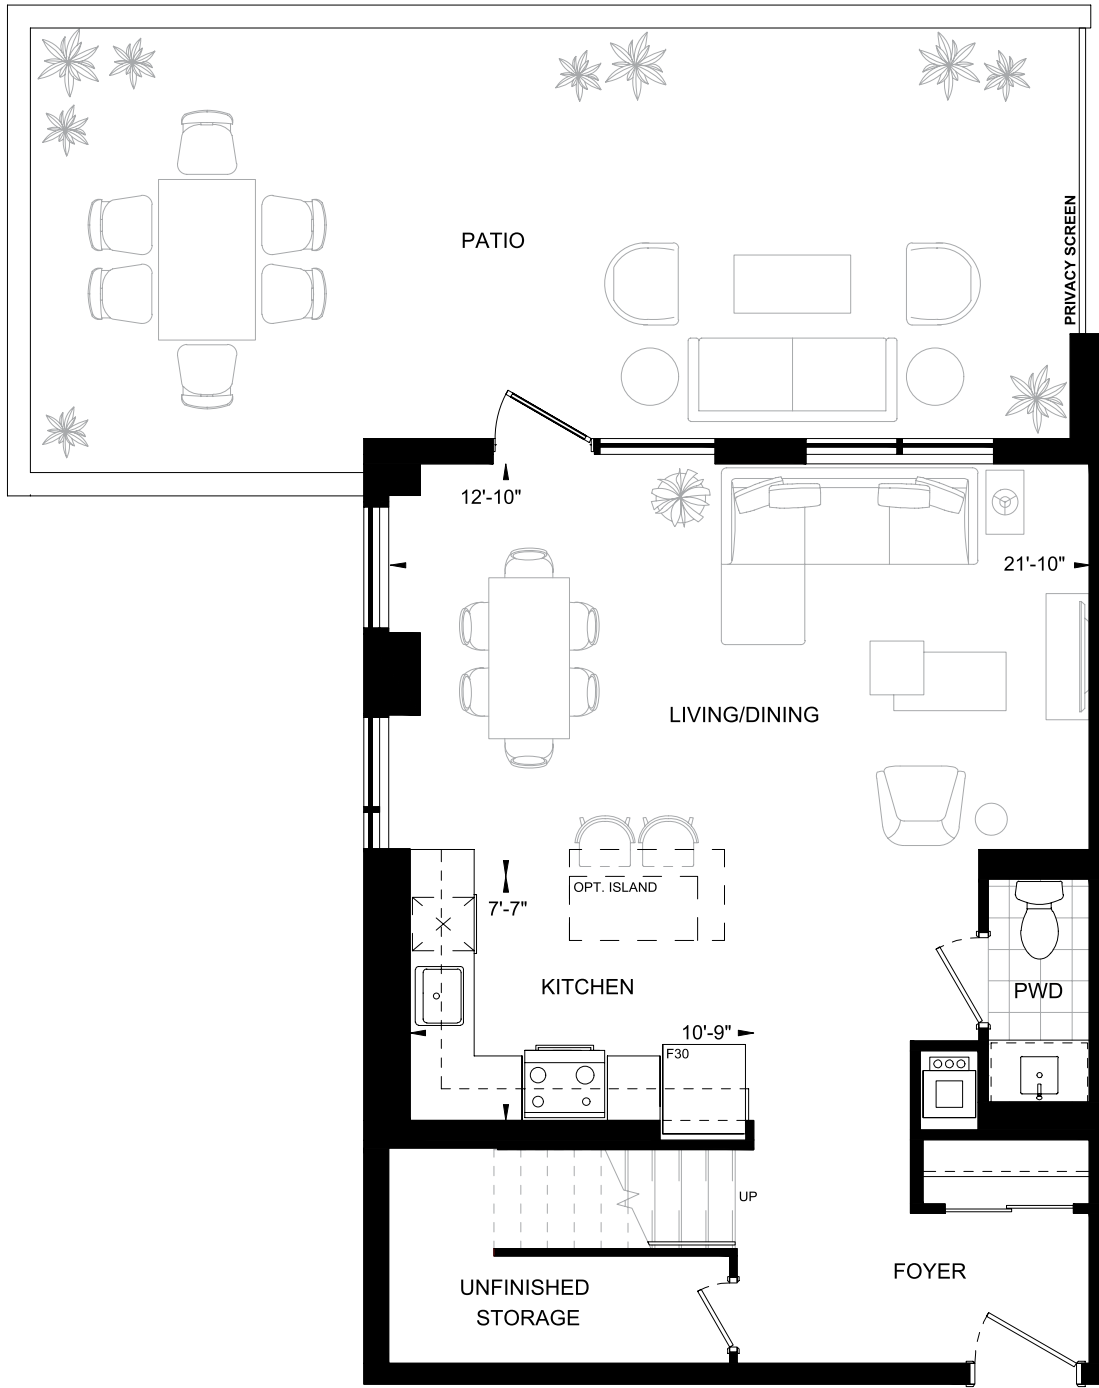 PATIO
PRIVACY SCREEN
12'-10"
21'-10"
LIVING/DINING
OPT. ISLAND
7'-7"
KITCHEN
PWD
10'-9"
F30
UP
FOYER
UNFINISHED
STORAGE